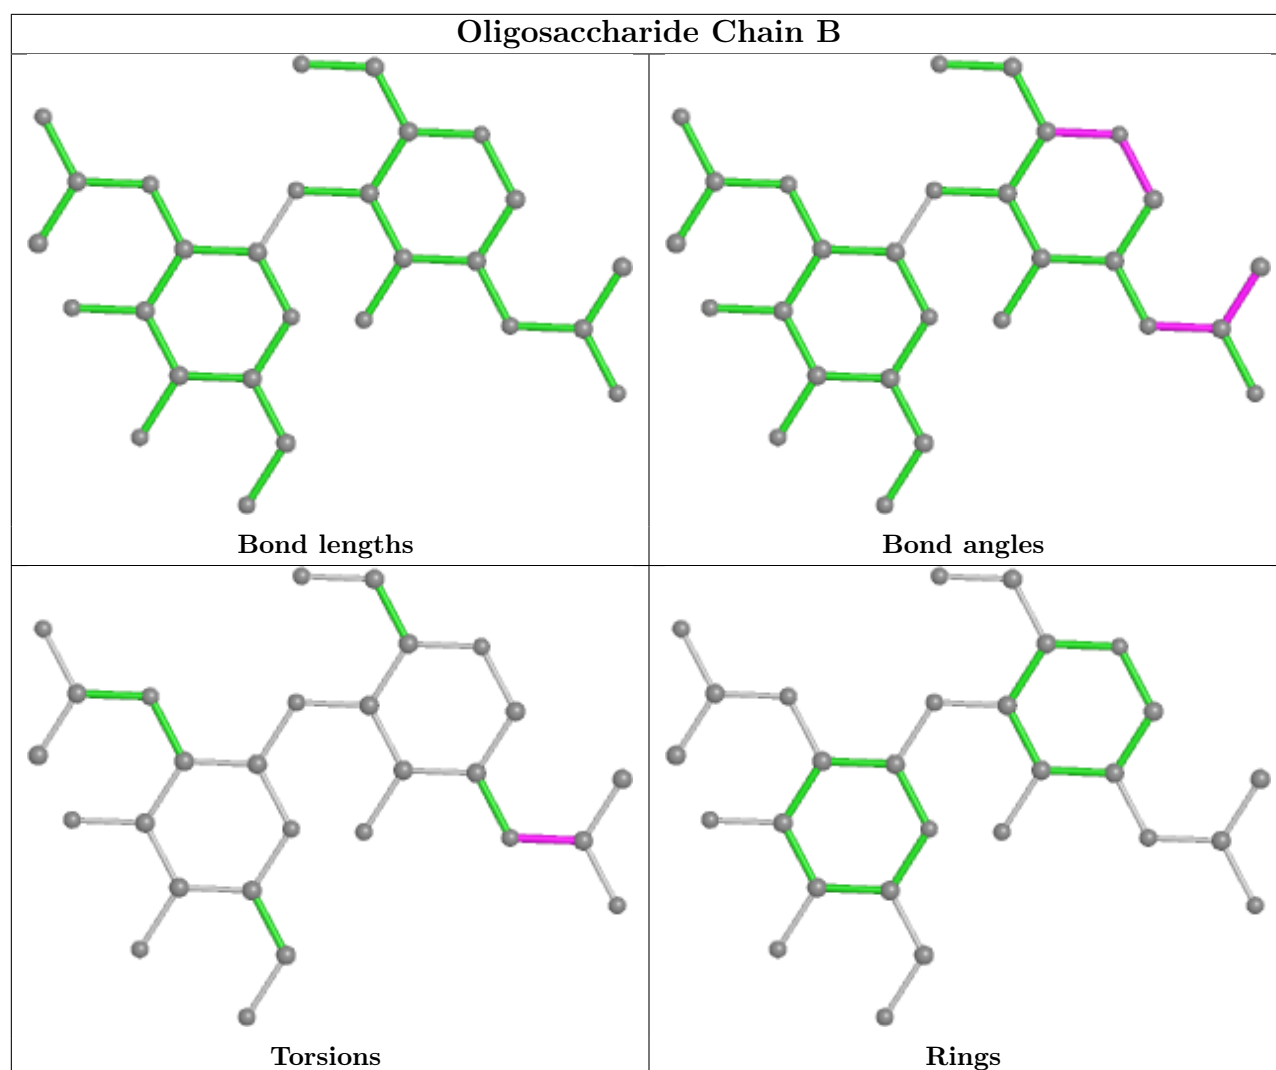 Oligosaccharide Chain B
Bond lengths
Bond angles
Torsions
Rings